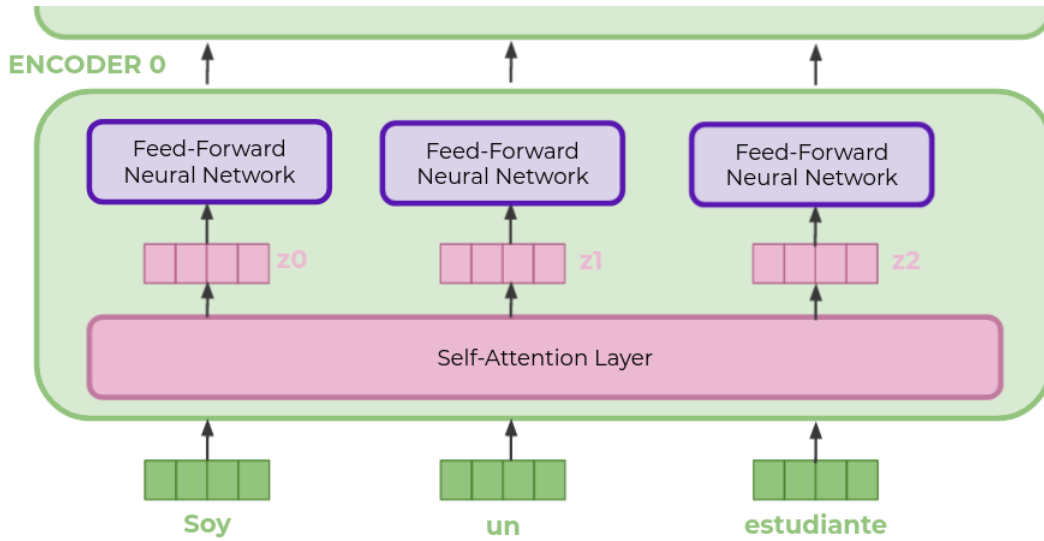 ENCODER 0
Feed-Forward
Neural Network
Feed-Forward
Neural Network
Feed-Forward
Neural Network
z0
z1
z2
Self-Attention Layer
Soy
un
estudiante